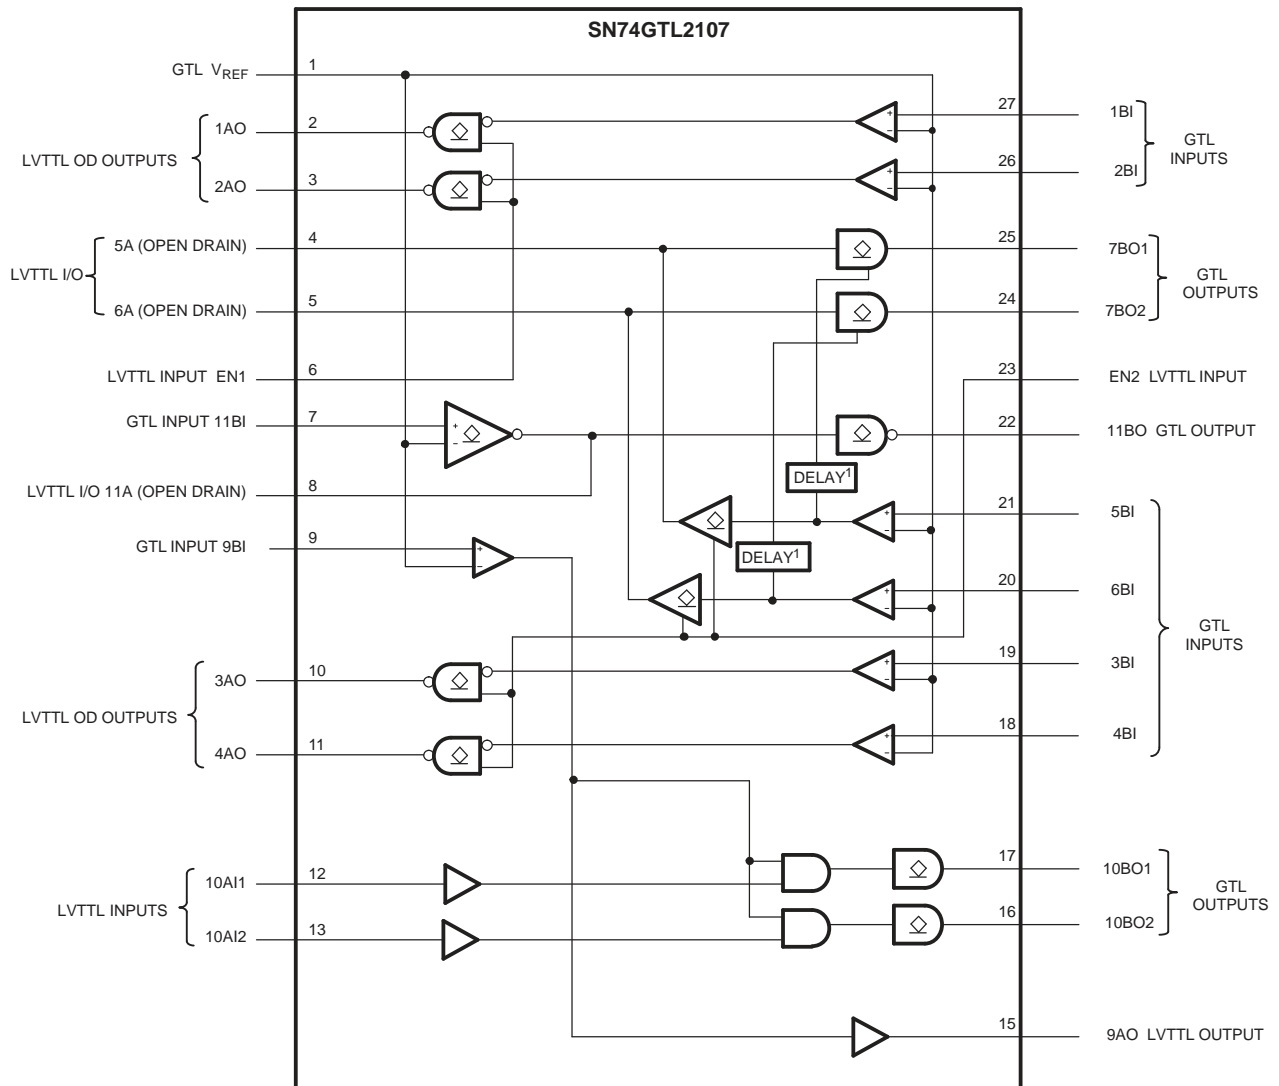 SN74GTL2107
GTL VREF
1
1AO
2
LVTTL OD OUTPUTS
2AO
3
5A (OPEN DRAIN)
4
LVTTL I/O
6A (OPEN DRAIN)
5
LVTTL INPUT EN1
6
GTL INPUT 11BI
7
LVTTL I/O 11A (OPEN DRAIN)
8
GTL INPUT 9BI
9
3AO
10
LVTTL OD OUTPUTS
4AO
11
10AI1
12
LVTTL INPUTS
10AI2
13
+
−
+
−
+
−
+
−
DELAY1
DELAY1
+
−
+
−
+
−
+
−
27
1BI
GTL
INPUTS
26
2BI
25
7BO1
GTL
OUTPUTS
24
7BO2
23
EN2 LVTTL INPUT
22
11BO GTL OUTPUT
21
5BI
20
6BI
GTL
INPUTS
19
3BI
18
4BI
17
10BO1
GTL
OUTPUTS
16
10BO2
15
9AO LVTTL OUTPUT